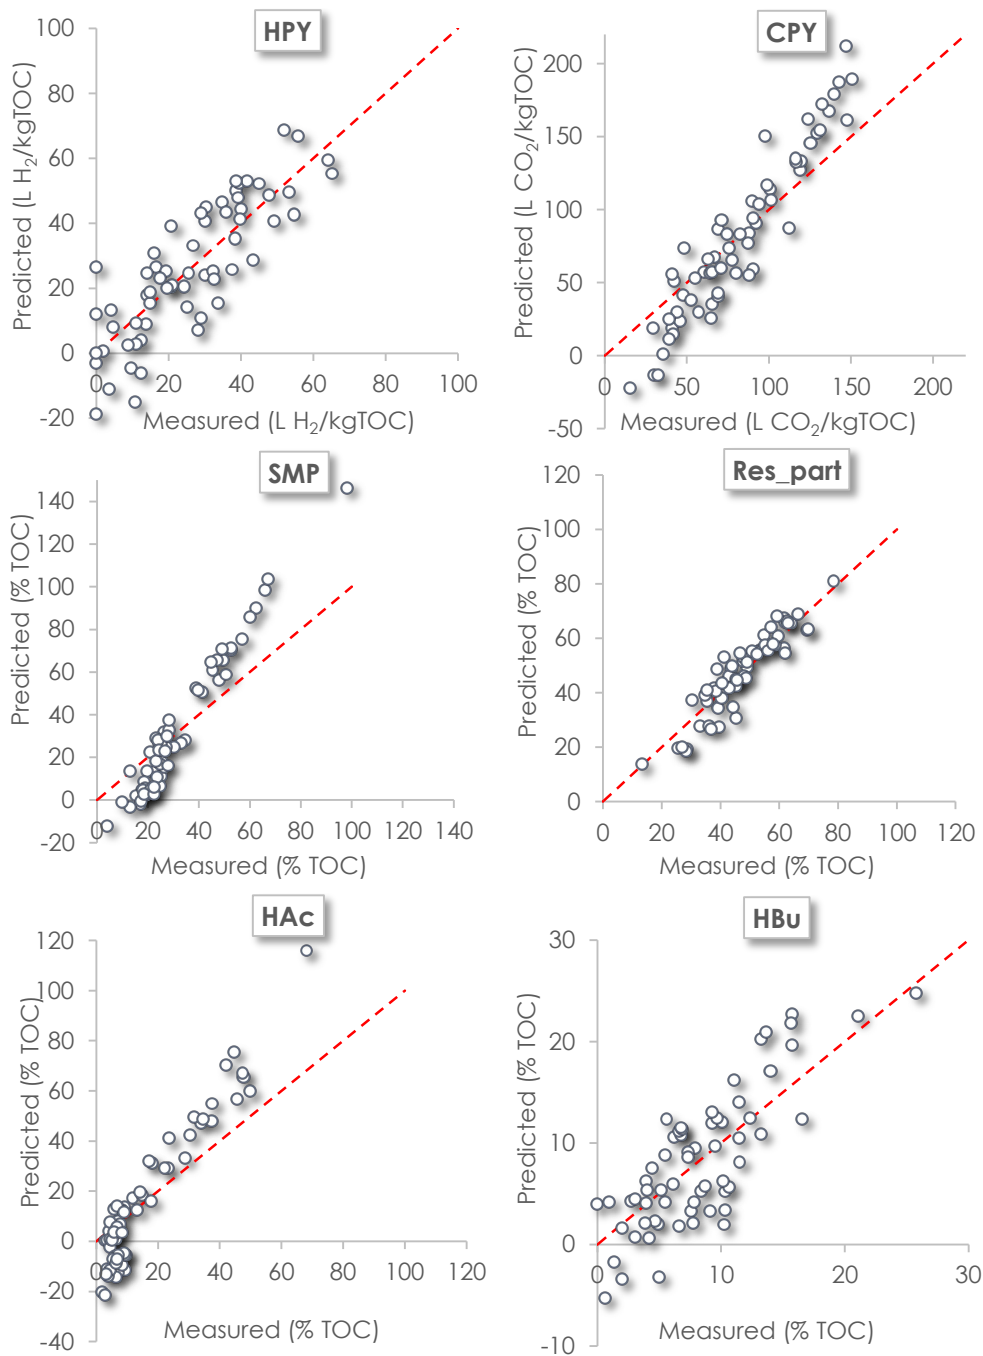 HPY
Predicted (L H₂/kgTOC)
100
80
60
40
20
0
-20
0 20 40 60 80 100
Measured (L H₂/kgTOC)
CPY
Predicted (L CO₂/kgTOC)
200
150
100
50
0
-50
0 50 100 150 200
Measured (L CO₂/kgTOC)
SMP
Predicted (% TOC)
140
120
100
80
60
40
20
0
-20
0 20 40 60 80 100 120 140
Measured (% TOC)
Res_part
Predicted (% TOC)
120
100
80
60
40
20
0
0 20 40 60 80 100 120
Measured (% TOC)
HAc
Predicted (% TOC)
120
100
80
60
40
20
0
-20
-40
0 20 40 60 80 100 120
Measured (% TOC)
HBu
Predicted (% TOC)
30
20
10
0
-10
0 10 20 30
Measured (% TOC)